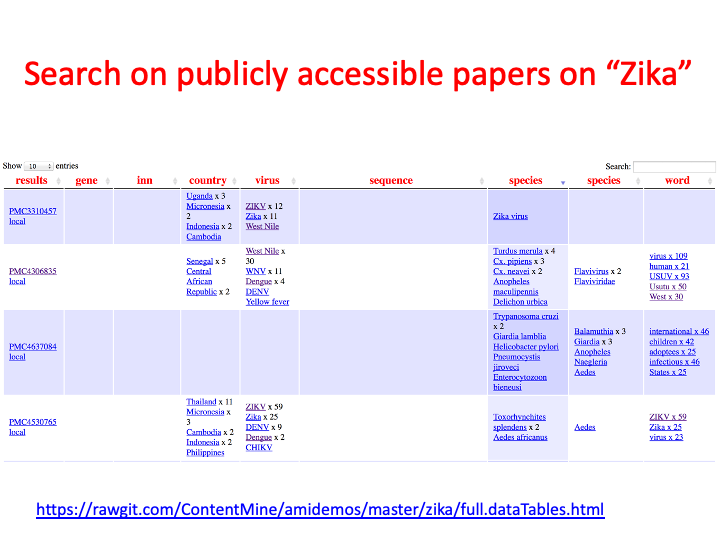 Search on publicly accessible papers on “Zika”
Show 10 entries
Search:
results gene inn country virus sequence species species word
PMC3310457
local
Uganda x 3
Micronesia x
2
Indonesia x 2
Cambodia
ZIKV x 12
Zika x 11
West Nile
Zika virus
PMC4306835
local
Senegal x 5
Central
African
Republic x 2
West Nile x
30
WNV x 11
Dengue x 4
DENV
Yellow fever
Turdus merula x 4
Cx. pipiens x 3
Cx. neavei x 2
Anopheles
maculipennis
Delichon urbica
Flavivirus x 2
Flaviviridae
virus x 109
human x 21
USUV x 93
Usutu x 50
West x 30
PMC4637084
local
Trypanosoma cruzi
x 2
Giardia lamblia
Helicobacter pylori
Pneumocystis
jiroveci
Enterocytozoon
bieneusi
Balamuthia x 3
Giardia x 3
Anopheles
Naegleria
Aedes
international x 46
children x 42
adoptees x 25
infectious x 46
States x 25
PMC4530765
local
Thailand x 11
Micronesia x
3
Cambodia x 2
Indonesia x 2
Philippines
ZIKV x 59
Zika x 25
DENV x 9
Dengue x 2
CHIKV
Toxorhynchites
splendens x 2
Aedes africanus
Aedes
ZIKV x 59
Zika x 25
virus x 23
https://rawgit.com/ContentMine/amidemos/master/zika/full.dataTables.html